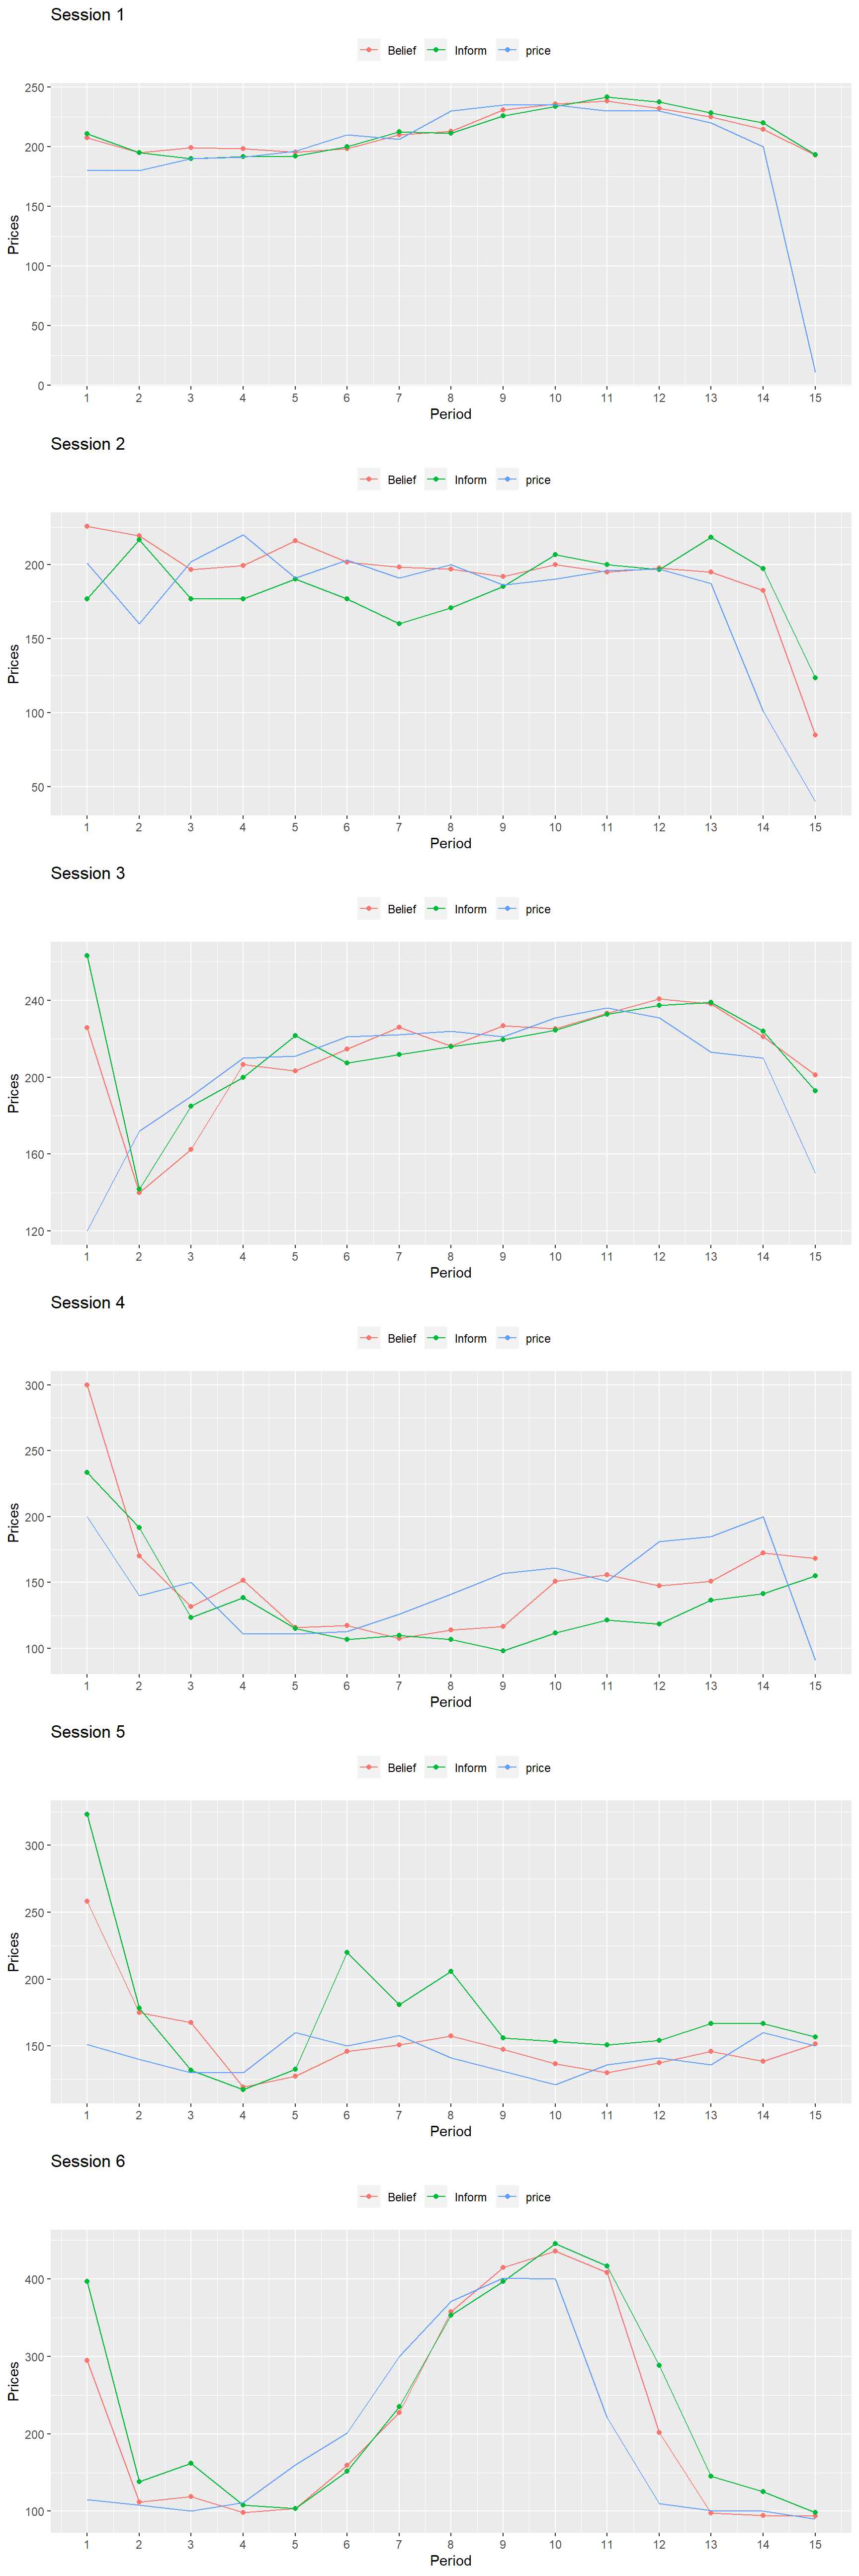 Session 1
Belief Inform price
250
200
150
100
50
0
Prices
1 2 3 4 5 6 7 8 9 10 11 12 13 14 15
Period
Session 2
Belief Inform price
200
150
100
50
Prices
1 2 3 4 5 6 7 8 9 10 11 12 13 14 15
Period
Session 3
Belief Inform price
240
200
160
120
Prices
1 2 3 4 5 6 7 8 9 10 11 12 13 14 15
Period
Session 4
Belief Inform price
300
250
200
150
100
Prices
1 2 3 4 5 6 7 8 9 10 11 12 13 14 15
Period
Session 5
Belief Inform price
300
250
200
150
Prices
1 2 3 4 5 6 7 8 9 10 11 12 13 14 15
Period
Session 6
Belief Inform price
400
300
200
100
Prices
1 2 3 4 5 6 7 8 9 10 11 12 13 14 15
Period